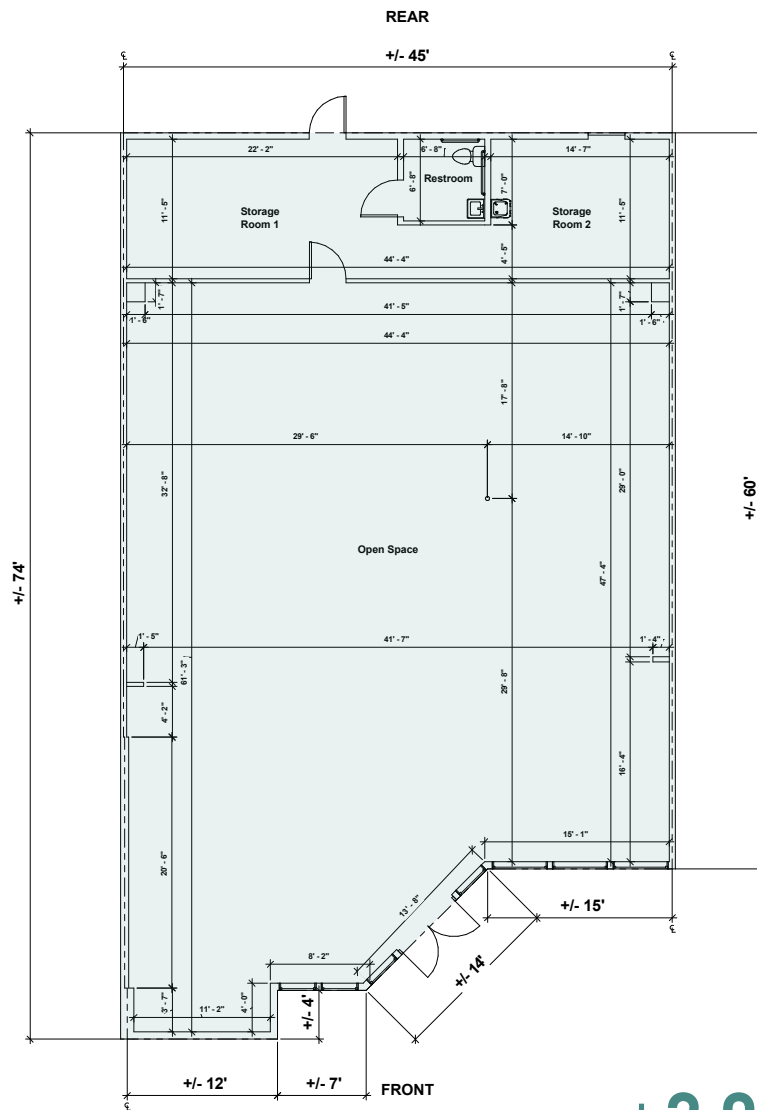 REAR
℄
+/- 45'
℄
22' - 2"
6' - 8"
14' - 7"
6' - 8"
7' - 0"
Restroom
11' - 5"
Storage
Room 1
Storage
Room 2
11' - 5"
4' - 5"
44' - 4"
1' - 7"
1' - 7"
41' - 5"
1' - 6"
1' - 6"
44' - 4"
17' - 8"
29' - 6"
14' - 10"
32' - 8"
29' - 0"
+/- 60'
Open Space
+/- 74'
47' - 4"
1' - 5"
41' - 7"
1' - 4"
61' - 3"
29' - 8"
4' - 2"
16' - 4"
15' - 1"
20' - 6"
13' - 8"
+/- 15'
℄
8' - 2"
+/- 14'
3' - 7"
11' - 2"
4' - 0"
+/- 4'
+/- 12'
+/- 7'
FRONT
℄